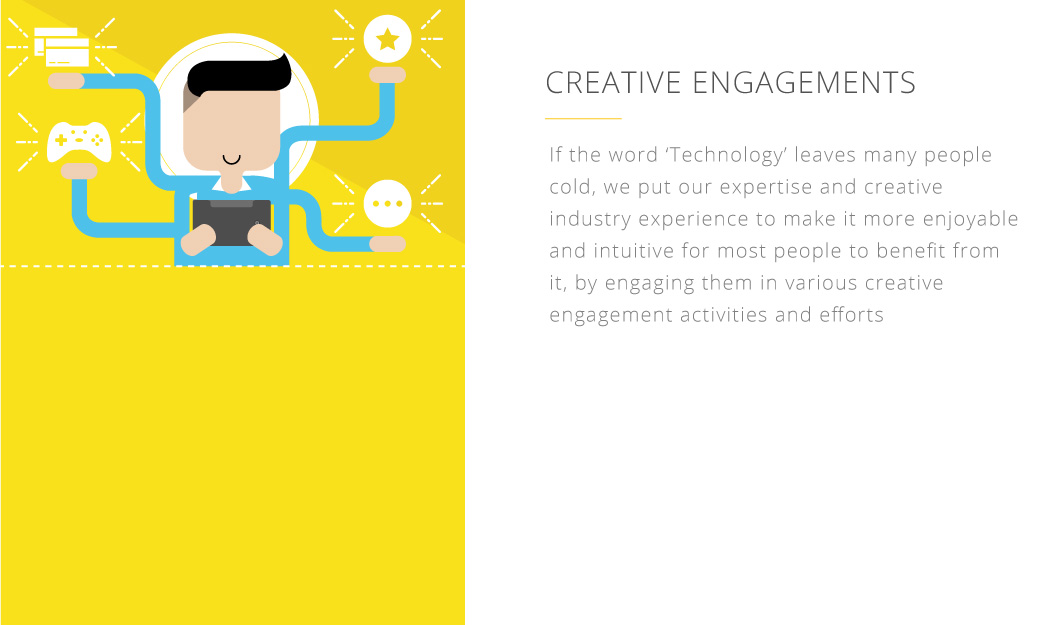 CREATIVE ENGAGEMENTS
If the word ‘Technology’ leaves many people
cold, we put our expertise and creative
industry experience to make it more enjoyable
and intuitive for most people to benefit from
it, by engaging them in various creative
engagement activities and efforts